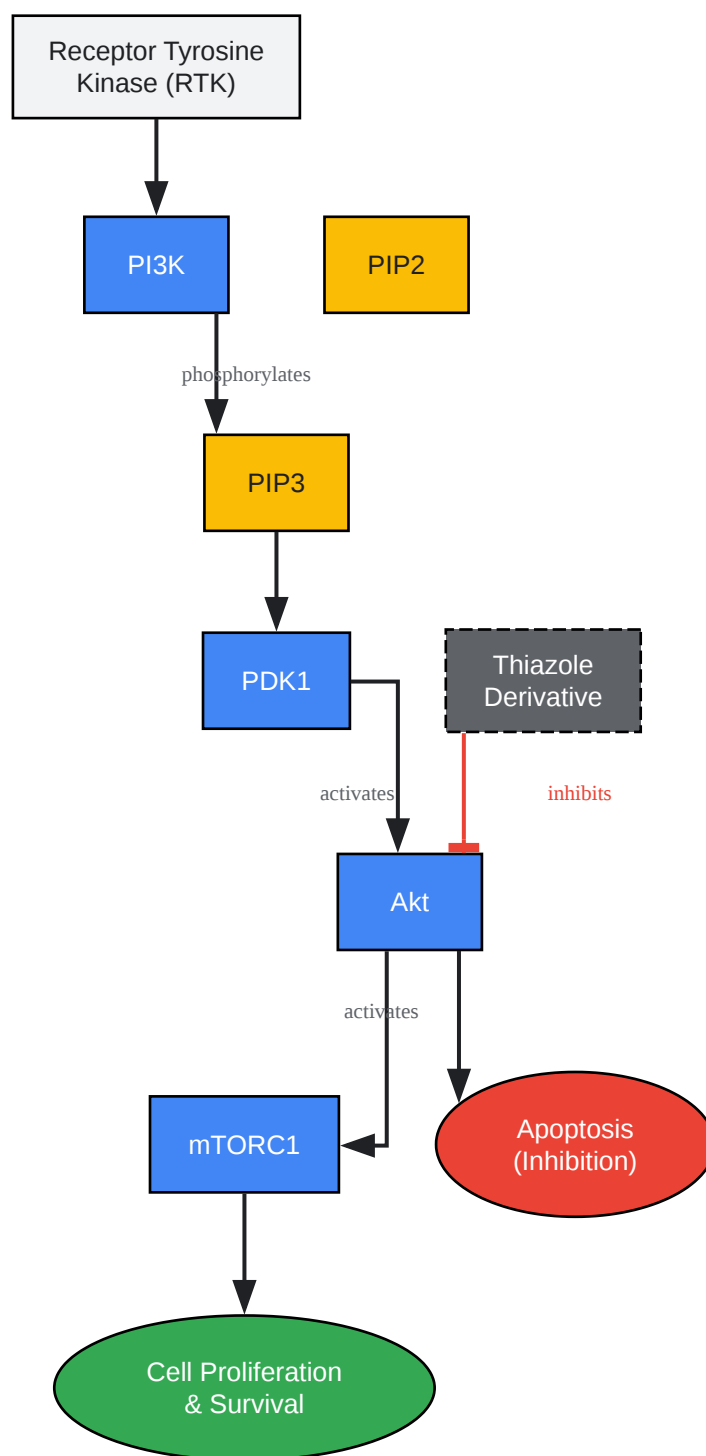 Receptor Tyrosine
Kinase (RTK)
PI3K
PIP2
phosphorylates
PIP3
PDK1
Thiazole
Derivative
activates
inhibits
Akt
activates
mTORC1
Apoptosis
(Inhibition)
Cell Proliferation
& Survival